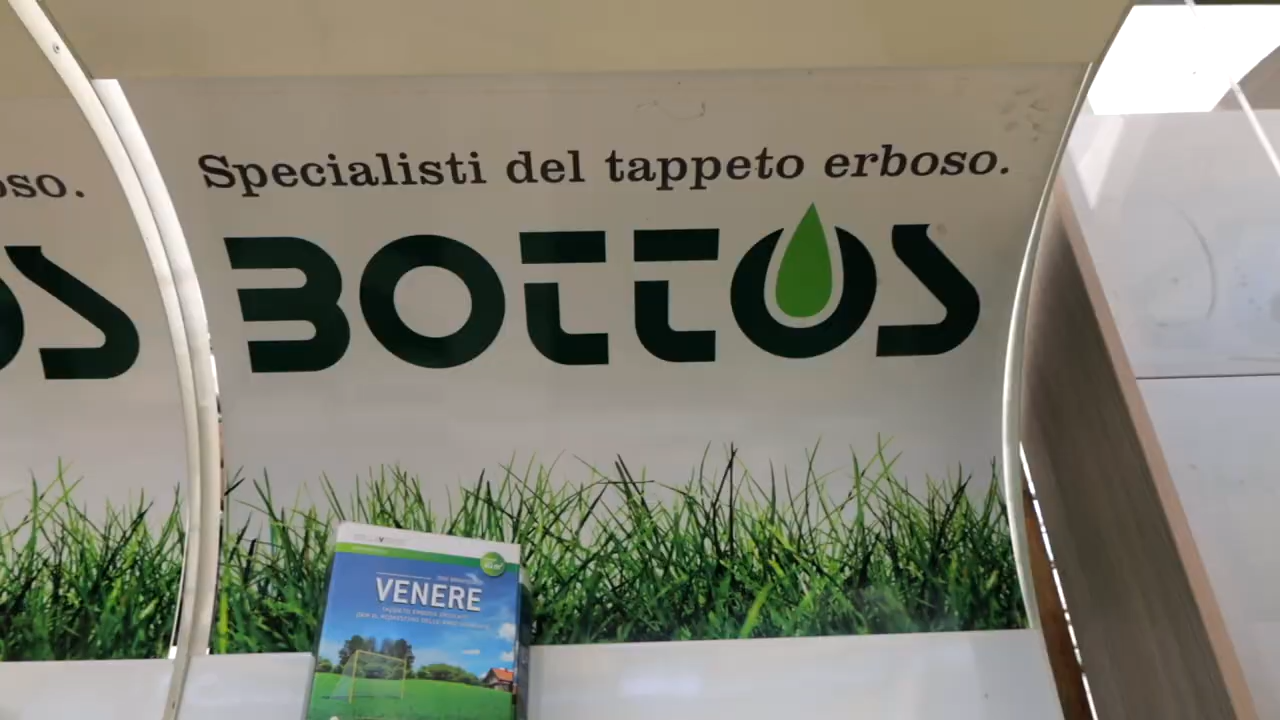 oso.
OS
Specialisti del tappeto erboso.
BOTTOS
VENERE